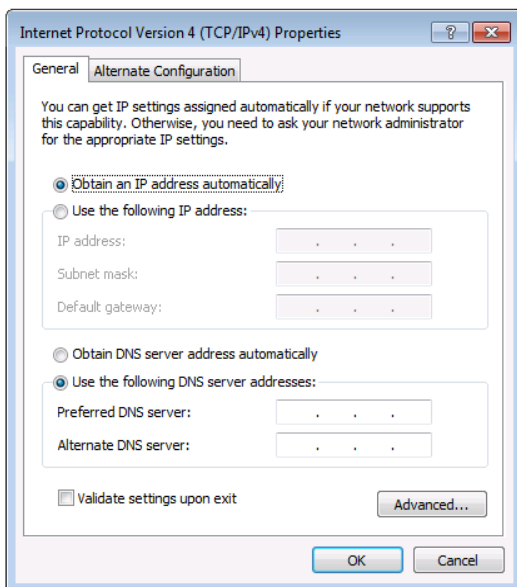 Internet Protocol Version 4 (TCP/IPv4) Properties
?
General
Alternate Configuration
You can get IP settings assigned automatically if your network supports
this capability. Otherwise, you need to ask your network administrator
for the appropriate IP settings.
Obtain an IP address automatically
Use the following IP address:
IP address:
. . .
Subnet mask:
. . .
Default gateway:
. . .
Obtain DNS server address automatically
Use the following DNS server addresses:
Preferred DNS server:
. . .
Alternate DNS server:
. . .
Validate settings upon exit
Advanced...
OK
Cancel